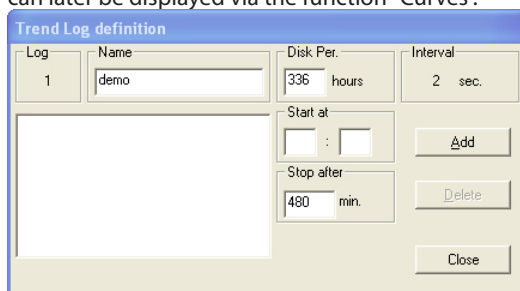 can later be displayed via the function "Curves".
Trend Log definition
Log Name Disk Per. Interval
1 demo 336 hours 2 sec.
Start at
: Add
Stop after
480 min. Delete
Close